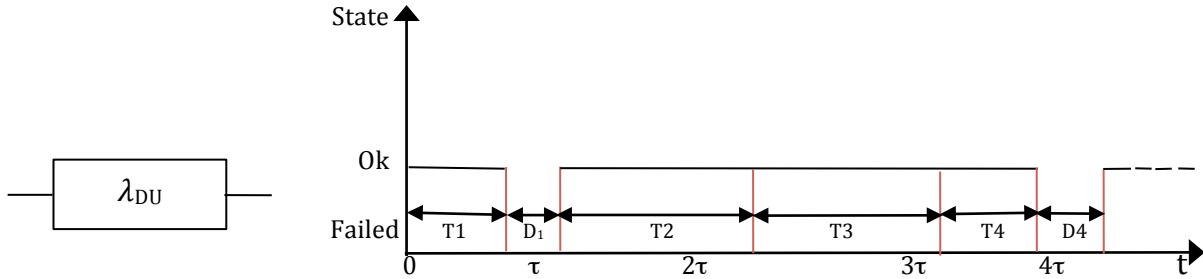 State
Ok
λDU
Failed
T1
D1
T2
T3
T4
D4
0
τ
2τ
3τ
4τ
t